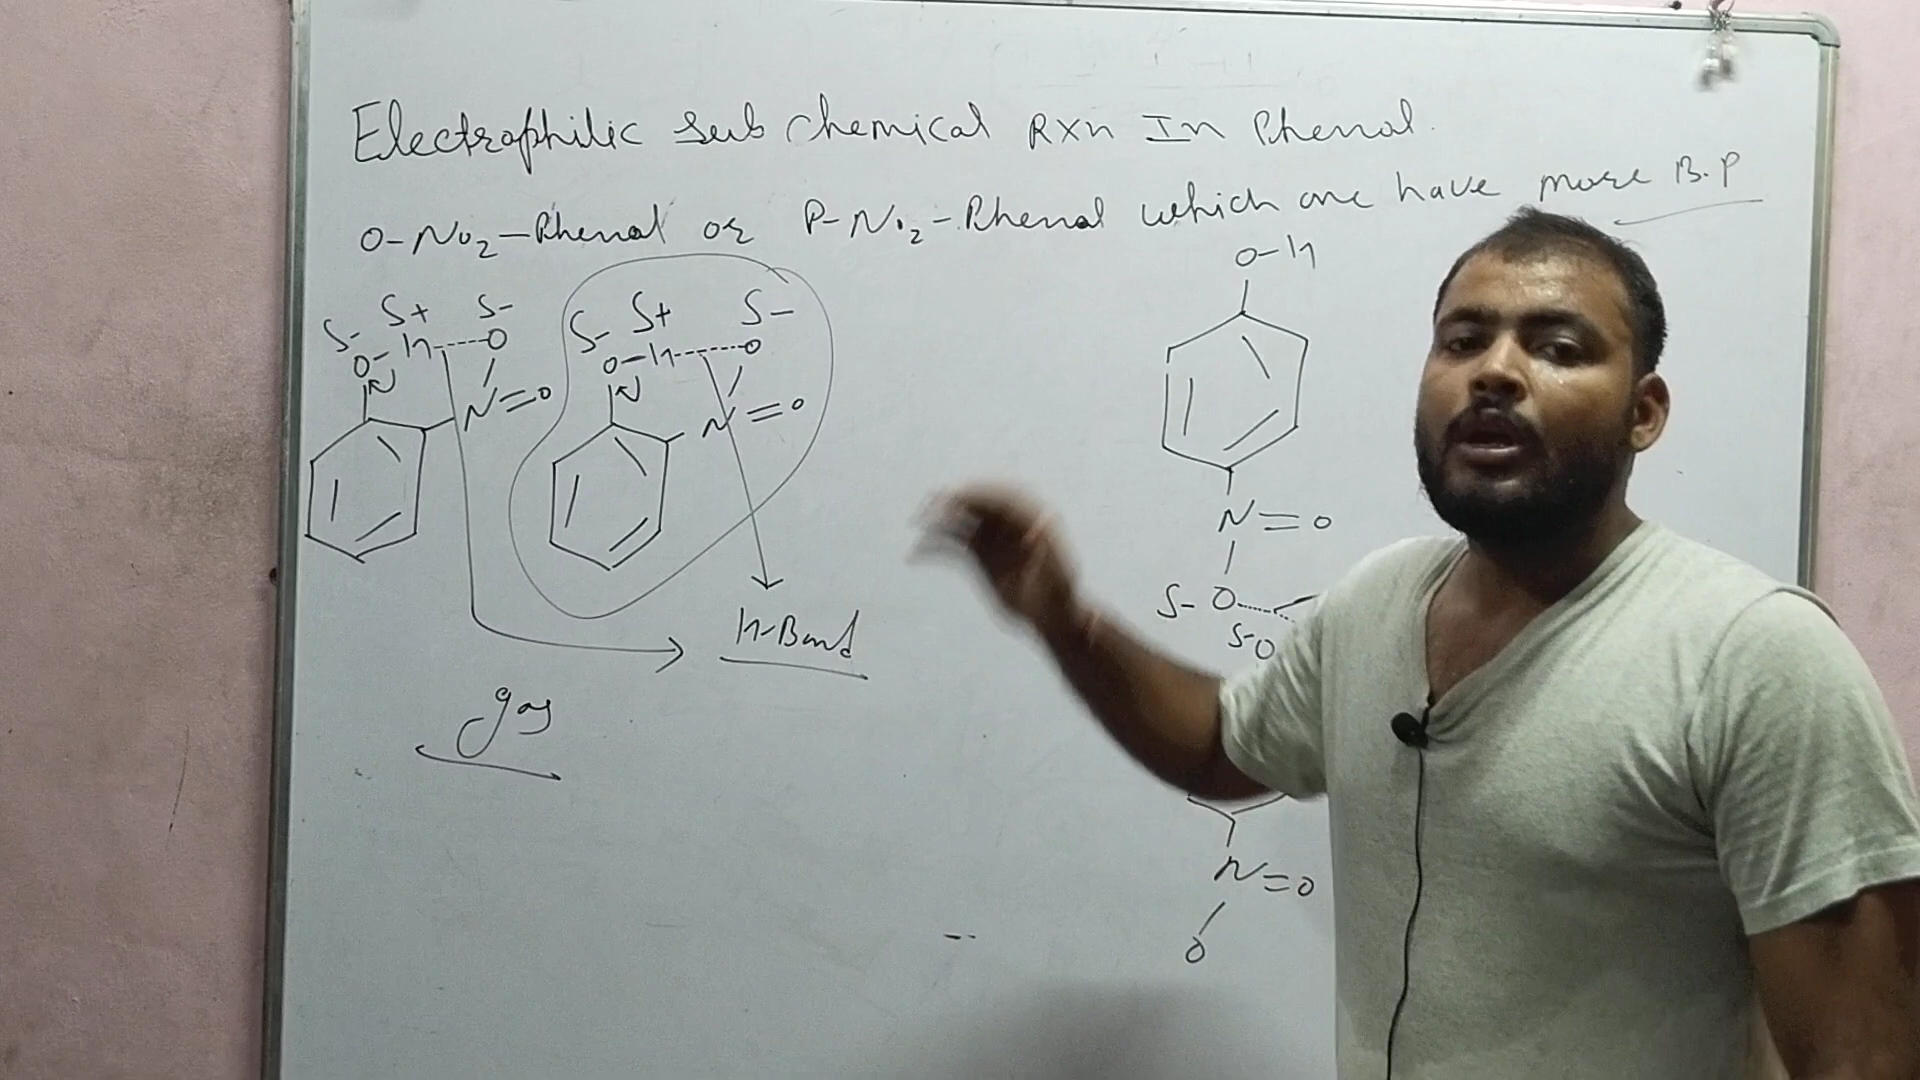 Electrophilic Sub Chemical RXn In Phenol.
O-NO2-Phenol or P-NO2-Phenol which one have more B.P
O-H
δ- δ+ δ-
O-H-----O
N=O
δ- δ+ δ-
O-H-----O
N=O
H-Bond
gas
N=O
δ- O
δ- O
N=O
O